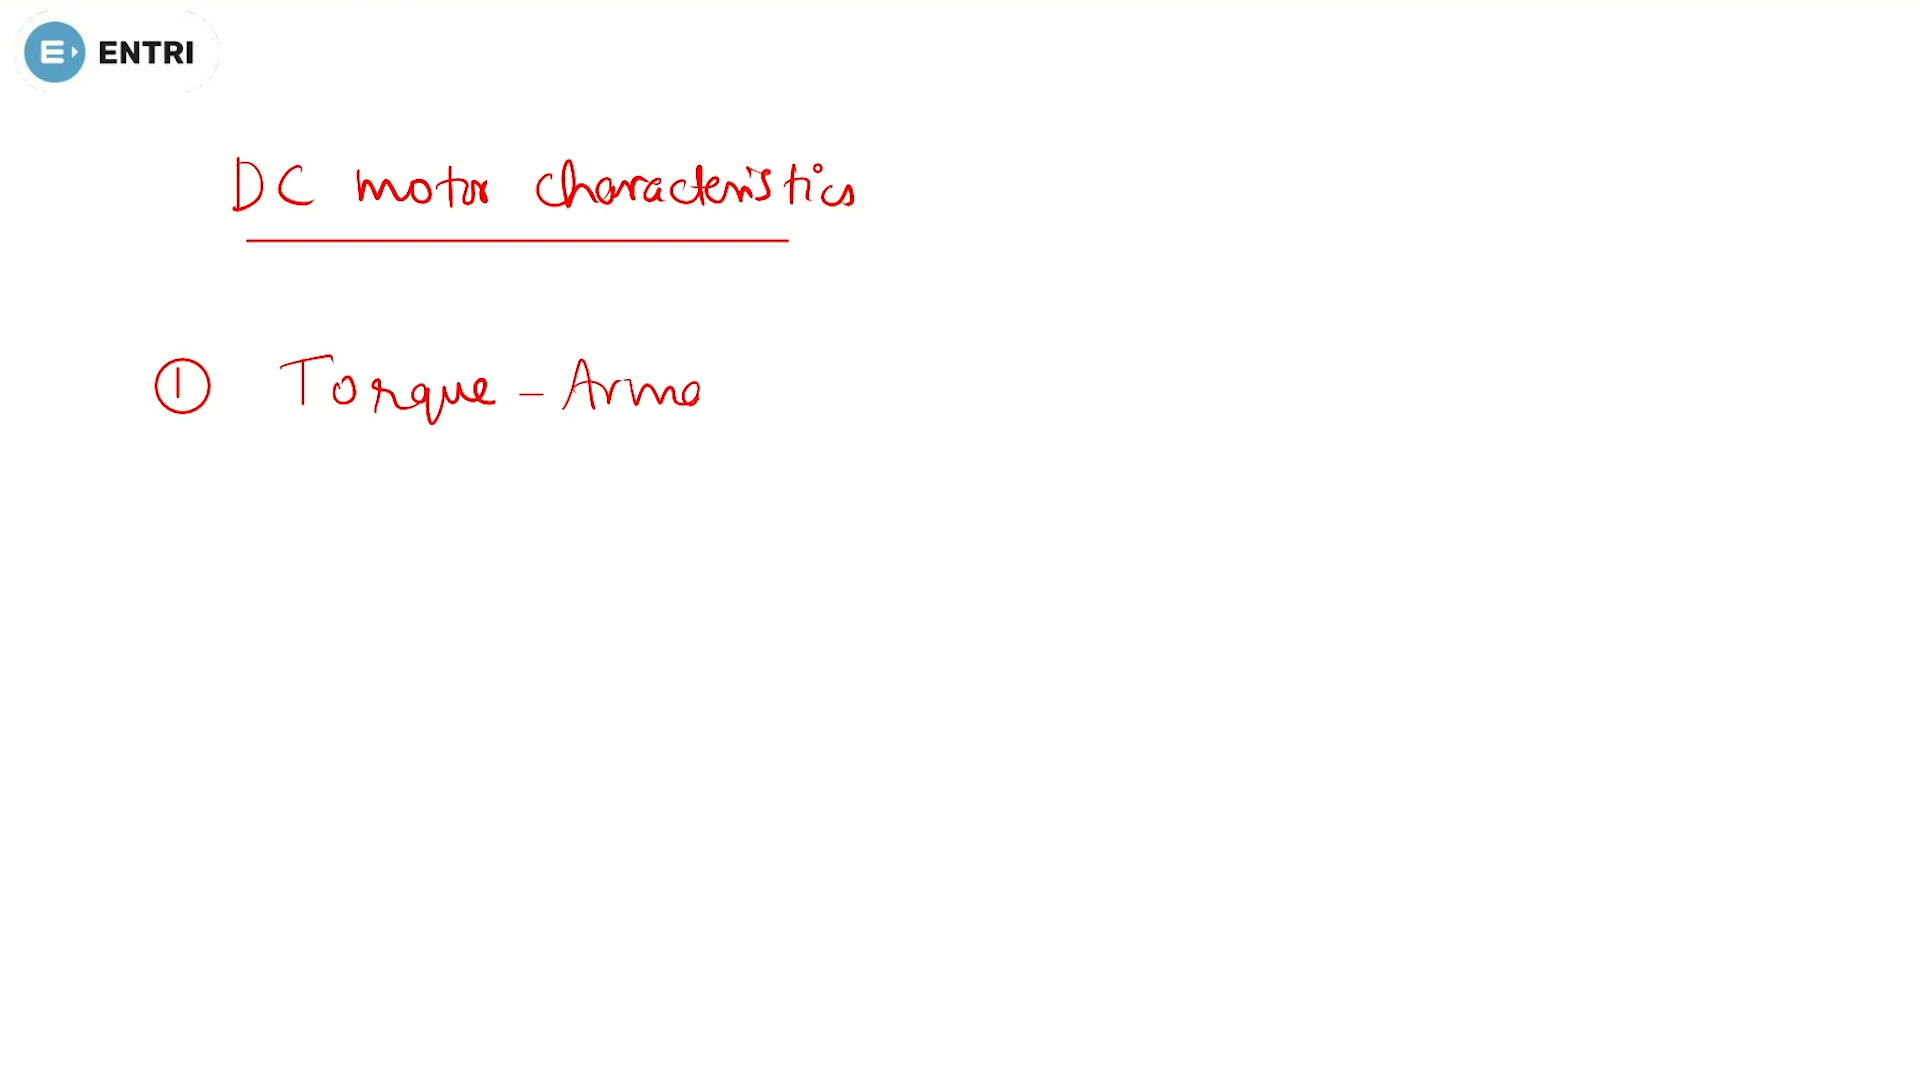 ENTRI
DC motor characteristics
① Torque - Arma